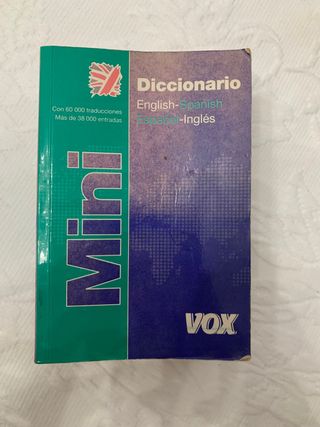 Con 60 000 traducciones
Más de 38 000 entradas
Diccionario
English-Spanish
Español-Inglés
Mini
VOX